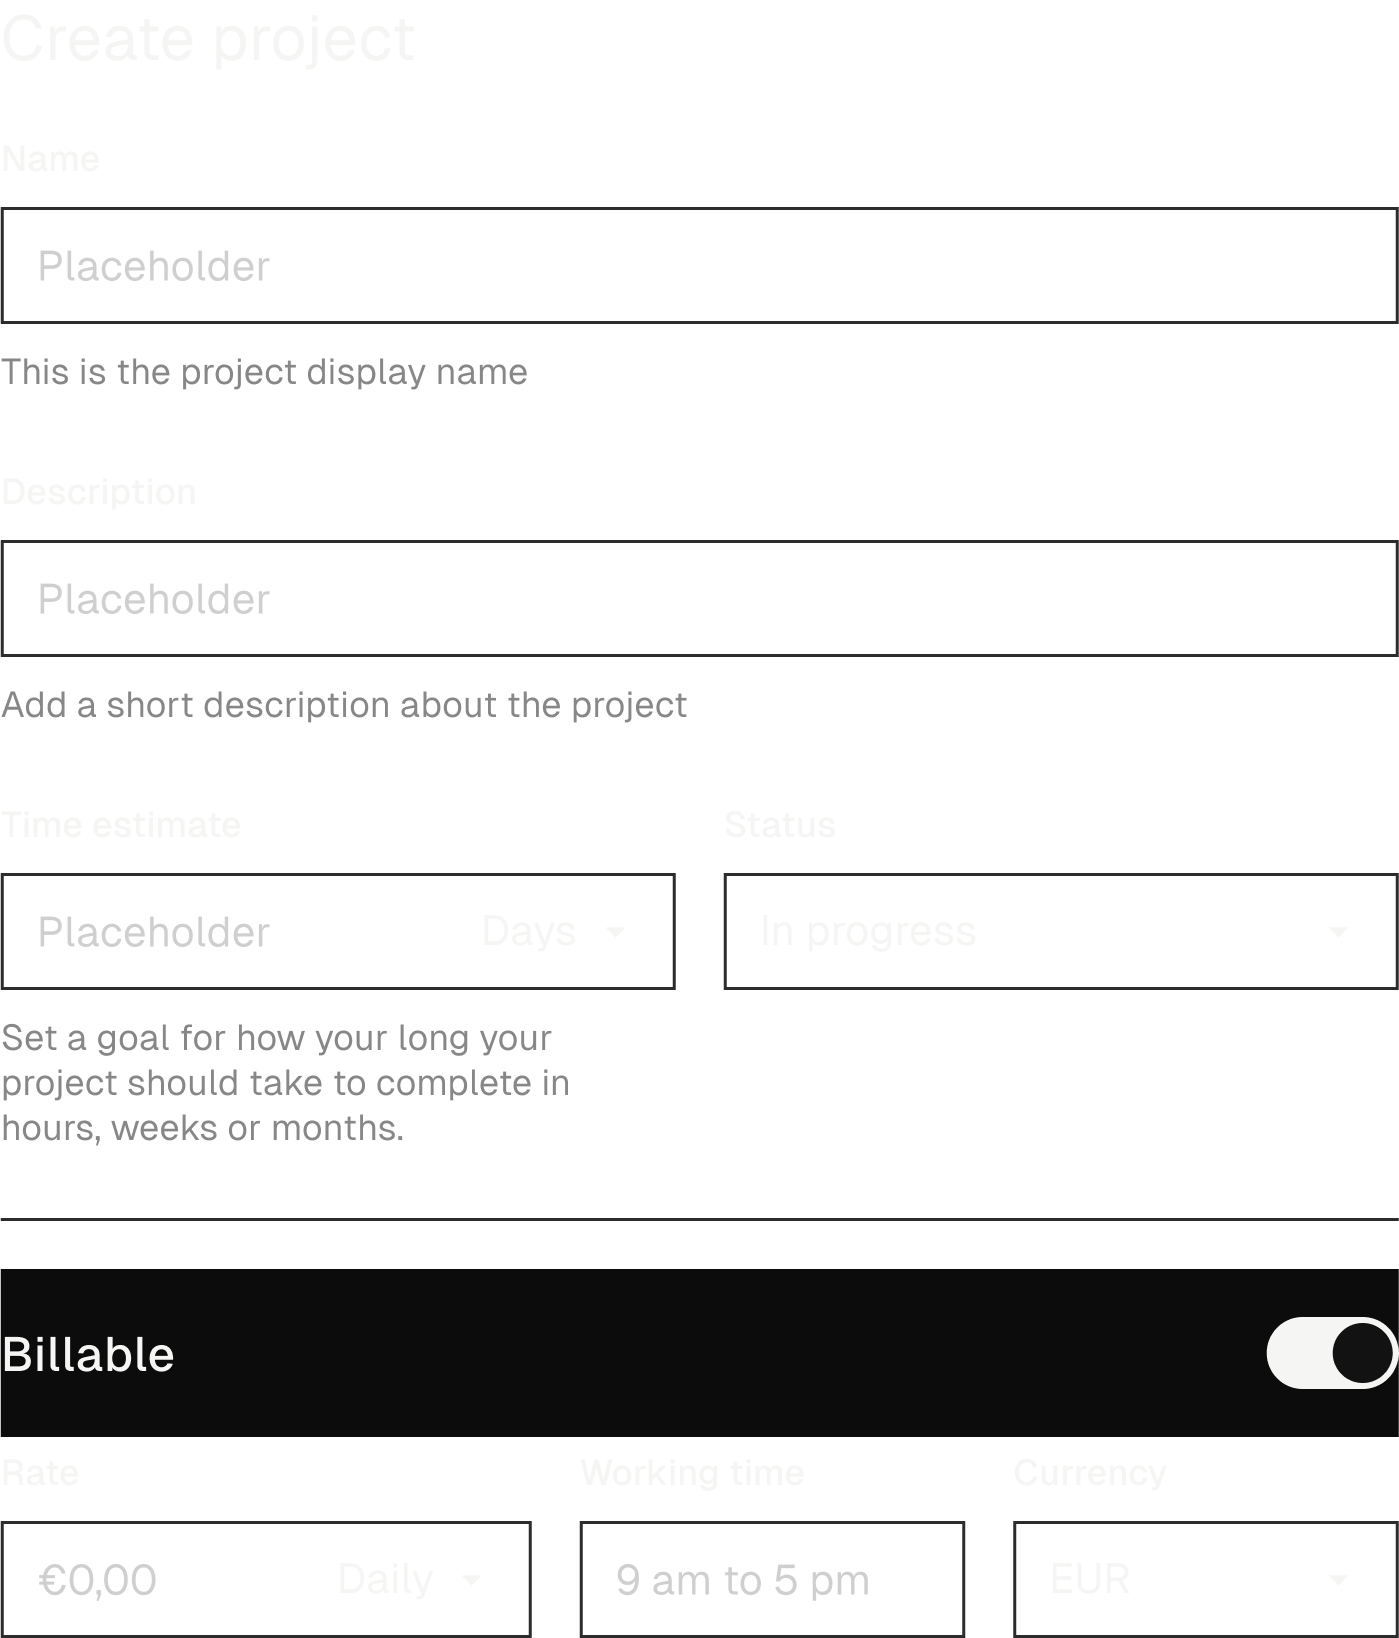 Create project
Name
Placeholder
This is the project display name
Description
Placeholder
Add a short description about the project
Time estimate
Status
Placeholder
Days
In progress
Set a goal for how your long your
project should take to complete in
hours, weeks or months.
Billable
Rate
Working time
Currency
€0,00
Daily
9 am to 5 pm
EUR